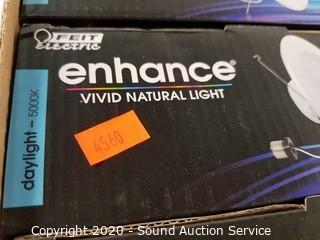 FEIT
electric
enhance®
VIVID NATURAL LIGHT
4560
daylight – 5000K
Copyright 2020 - Sound Auction Service